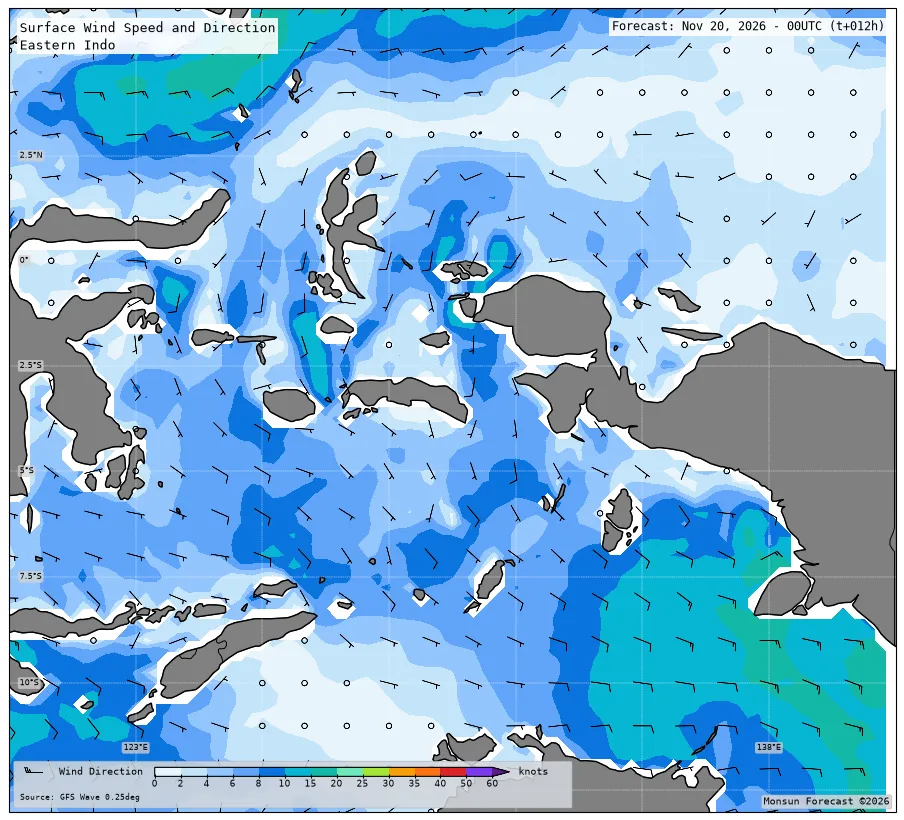 Surface Wind Speed and Direction
Eastern Indo
Forecast: Nov 20, 2026 - 00UTC (t+012h)
2.5°N
0°
2.5°S
5°S
7.5°S
10°S
123°E
138°E
Wind Direction
knots
0 2 4 6 8 10 15 20 25 30 35 40 50 60
Source: GFS Wave 0.25deg
Monsun Forecast ©2026